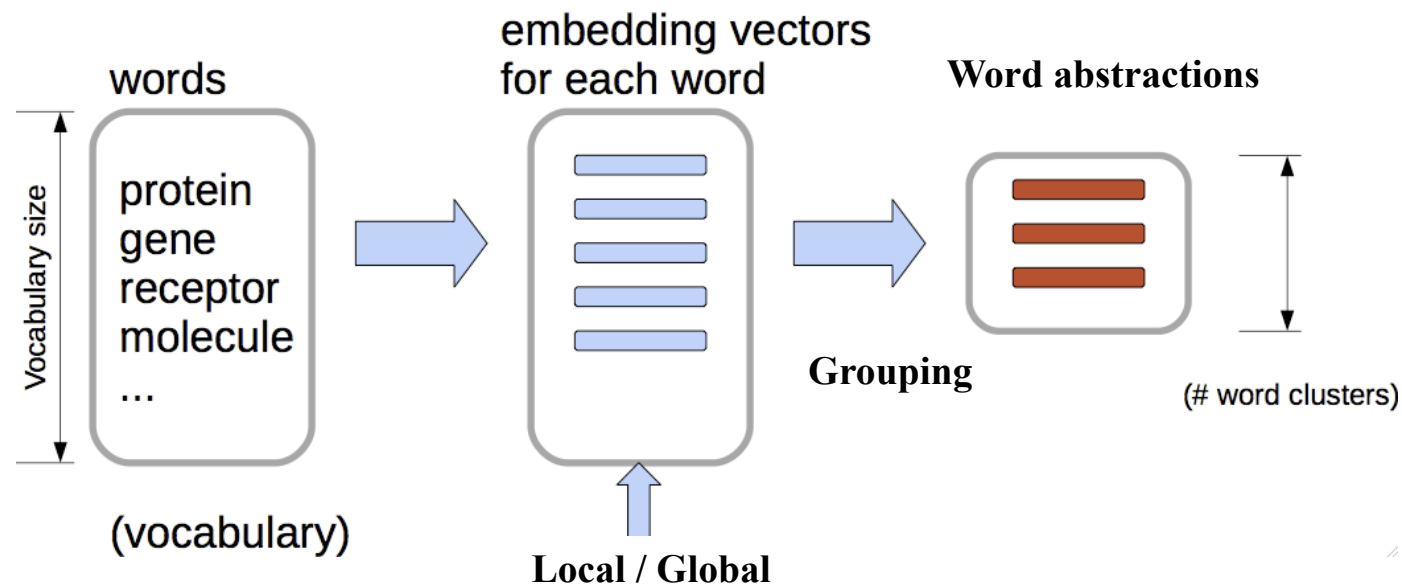 words
Vocabulary size
protein
gene
receptor
molecule
...
(vocabulary)
embedding vectors
for each word
Local / Global
Grouping
Word abstractions
(# word clusters)